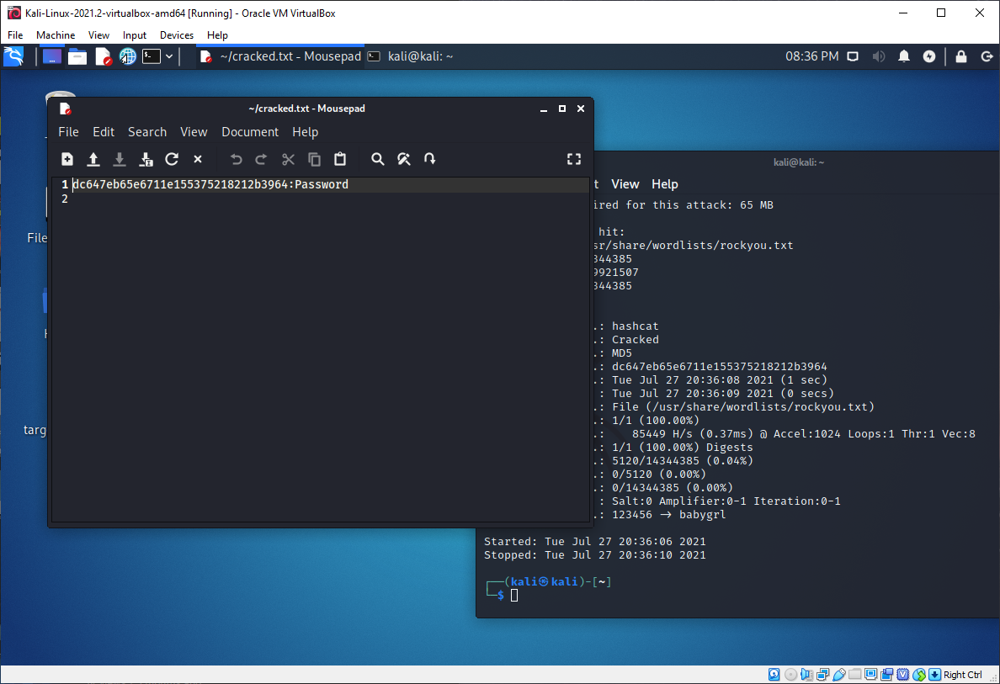 Kali-Linux-2021.2-virtualbox-amd64 [Running] - Oracle VM VirtualBox
File Machine View Input Devices Help
~/cracked.txt - Mousepad kali@kali: ~ 08:36 PM
~/cracked.txt - Mousepad
File Edit Search View Document Help
1 dc647eb65e6711e155375218212b3964:Password
2
File
targ
kali@kali: ~
t View Help
ired for this attack: 65 MB
hit:
sr/share/wordlists/rockyou.txt
344385
9921507
344385
.: hashcat
.: Cracked
.: MD5
.: dc647eb65e6711e155375218212b3964
.: Tue Jul 27 20:36:08 2021 (1 sec)
: Tue Jul 27 20:36:09 2021 (0 secs)
.: File (/usr/share/wordlists/rockyou.txt)
.: 1/1 (100.00%)
.: 85449 H/s (0.37ms) @ Accel:1024 Loops:1 Thr:1 Vec:8
.: 1/1 (100.00%) Digests
.: 5120/14344385 (0.04%)
.: 0/5120 (0.00%)
.: 0/14344385 (0.00%)
: Salt:0 Amplifier:0-1 Iteration:0-1
.: 123456 -> babygrl
Started: Tue Jul 27 20:36:06 2021
Stopped: Tue Jul 27 20:36:10 2021
┌──(kali㉿kali)-[~]
└─$
Right Ctrl